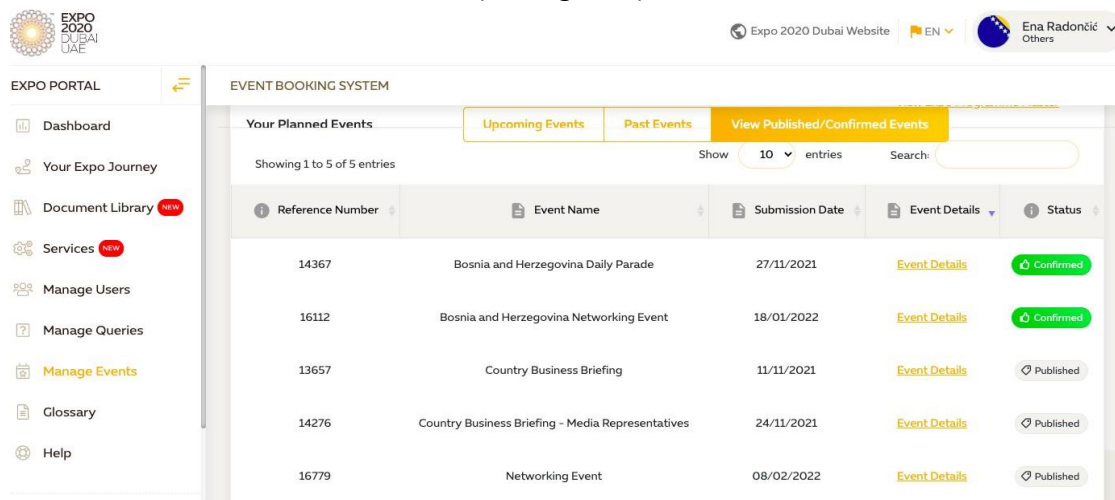 EXPO
2020
DUBAI
UAE
Expo 2020 Dubai Website
EN
Ena Radončić
Others
EXPO PORTAL
EVENT BOOKING SYSTEM
Dashboard
Your Expo Journey
Document Library NEW
Services NEW
Manage Users
Manage Queries
Manage Events
Glossary
Help
Your Planned Events
Upcoming Events
Past Events
View Published/Confirmed Events
Showing 1 to 5 of 5 entries
Show 10 entries
Search:
Reference Number Event Name Submission Date Event Details Status
14367 Bosnia and Herzegovina Daily Parade 27/11/2021 Event Details Confirmed
16112 Bosnia and Herzegovina Networking Event 18/01/2022 Event Details Confirmed
13657 Country Business Briefing 11/11/2021 Event Details Published
14276 Country Business Briefing - Media Representatives 24/11/2021 Event Details Published
16779 Networking Event 08/02/2022 Event Details Published